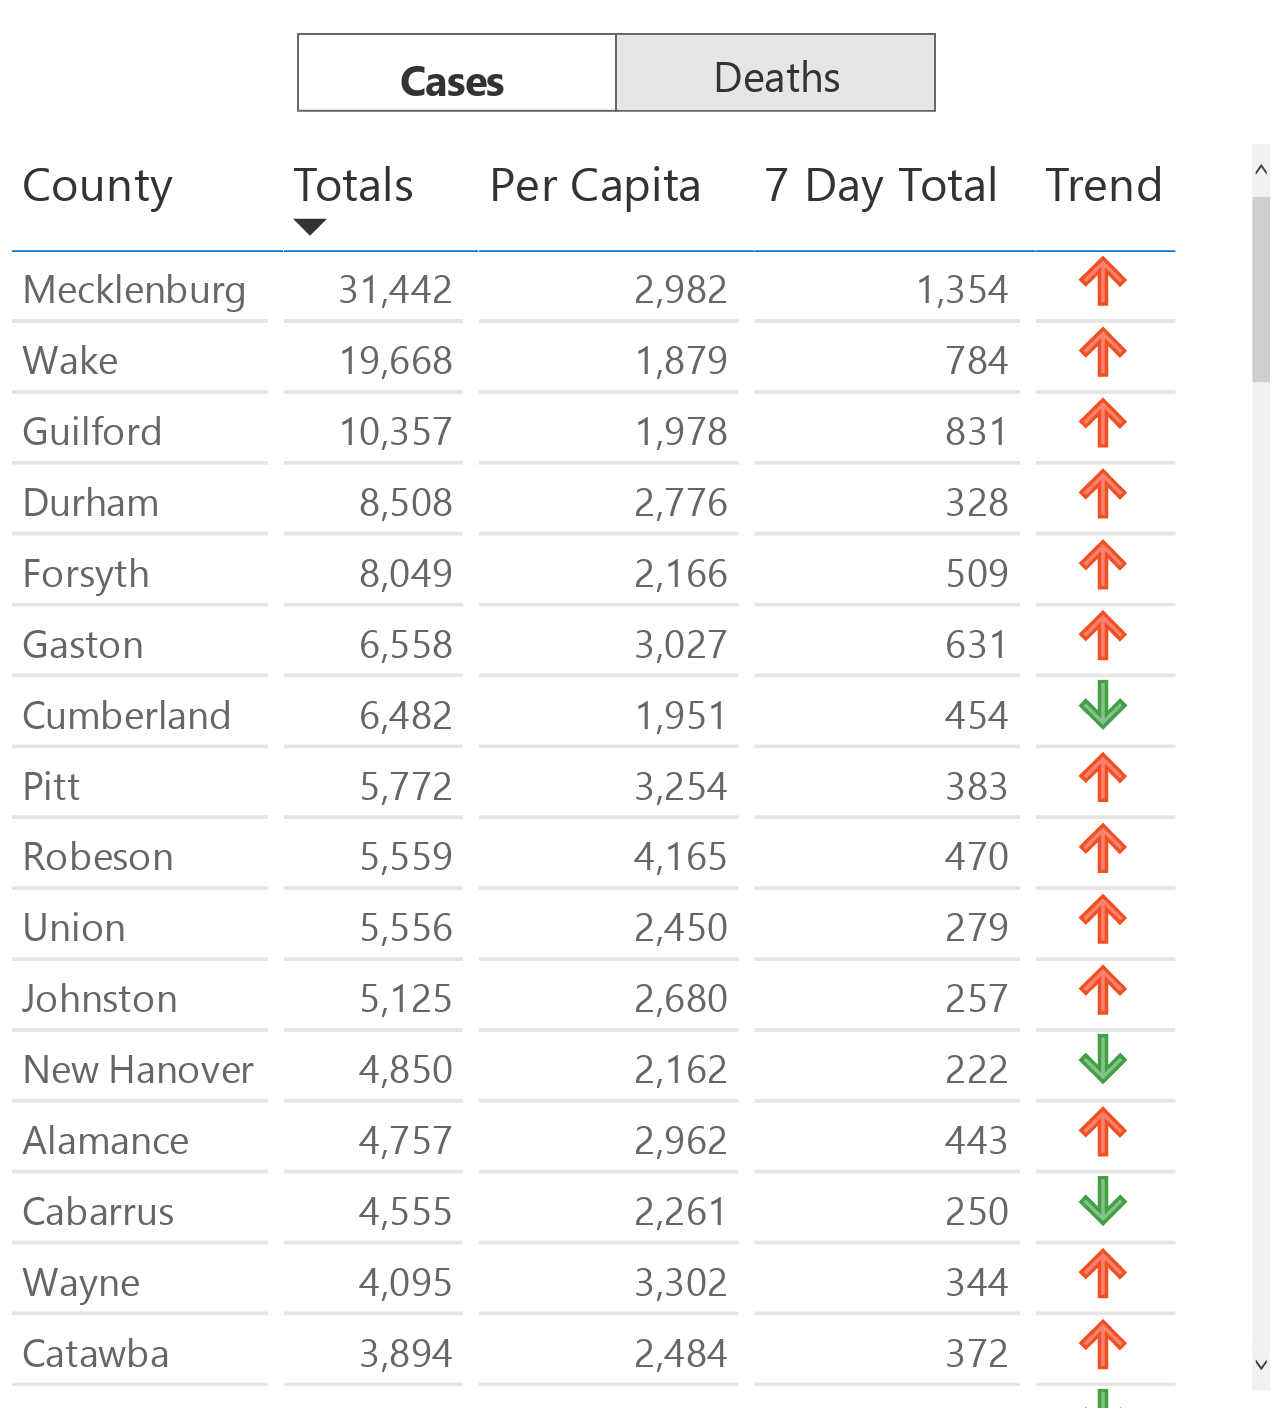 Cases Deaths
County Totals Per Capita 7 Day Total Trend
Mecklenburg 31,442 2,982 1,354
Wake 19,668 1,879 784
Guilford 10,357 1,978 831
Durham 8,508 2,776 328
Forsyth 8,049 2,166 509
Gaston 6,558 3,027 631
Cumberland 6,482 1,951 454
Pitt 5,772 3,254 383
Robeson 5,559 4,165 470
Union 5,556 2,450 279
Johnston 5,125 2,680 257
New Hanover 4,850 2,162 222
Alamance 4,757 2,962 443
Cabarrus 4,555 2,261 250
Wayne 4,095 3,302 344
Catawba 3,894 2,484 372